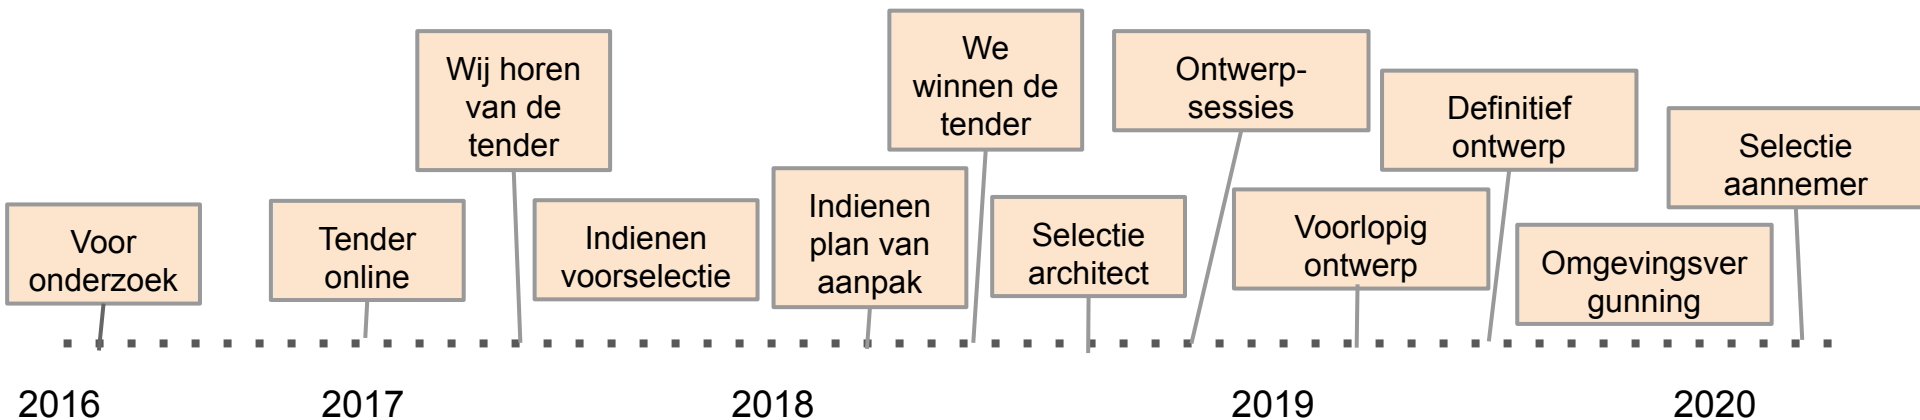 Voor
onderzoek
Tender
online
Wij horen
van de
tender
Indienen
voorselectie
Indienen
plan van
aanpak
We
winnen de
tender
Selectie
architect
Ontwerp-
sessies
Voorlopig
ontwerp
Definitief
ontwerp
Omgevingsver
gunning
Selectie
aannemer
2016
2017
2018
2019
2020